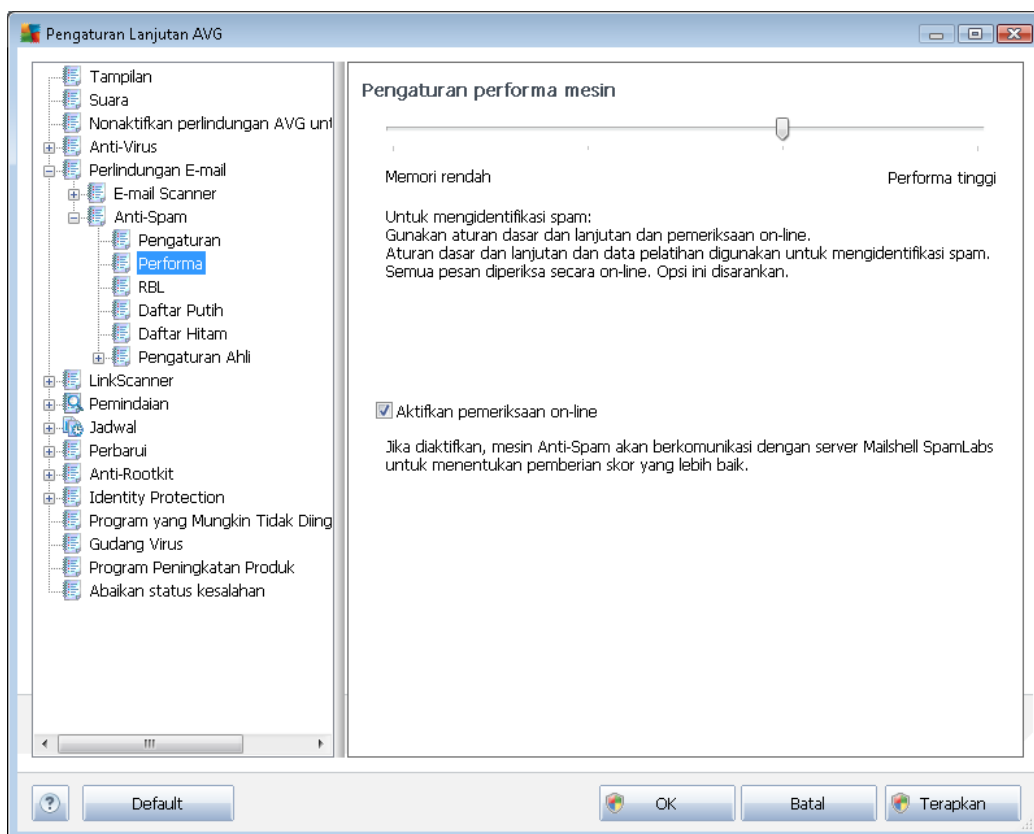 Pengaturan Lanjutan AVG
Tampilan
Suara
Nonaktifkan perlindungan AVG unt
Anti-Virus
Perlindungan E-mail
E-mail Scanner
Anti-Spam
Pengaturan
Performa
RBL
Daftar Putih
Daftar Hitam
Pengaturan Ahli
LinkScanner
Pemindaian
Jadwal
Perbarui
Anti-Rootkit
Identity Protection
Program yang Mungkin Tidak Diing
Gudang Virus
Program Peningkatan Produk
Abaikan status kesalahan
Pengaturan performa mesin
Memori rendah
Performa tinggi
Untuk mengidentifikasi spam:
Gunakan aturan dasar dan lanjutan dan pemeriksaan on-line.
Aturan dasar dan lanjutan dan data pelatihan digunakan untuk mengidentifikasi spam.
Semua pesan diperiksa secara on-line. Opsi ini disarankan.
Aktifkan pemeriksaan on-line
Jika diaktifkan, mesin Anti-Spam akan berkomunikasi dengan server Mailshell SpamLabs
untuk menentukan pemberian skor yang lebih baik.
?
Default
OK
Batal
Terapkan